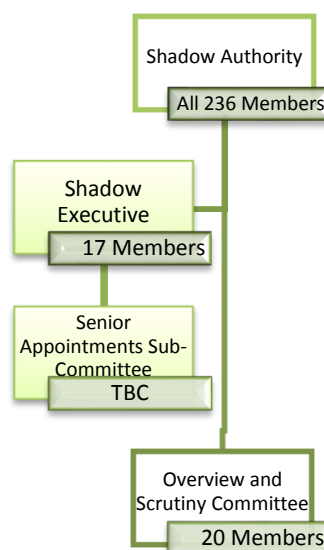 Shadow Authority
All 236 Members
Shadow
Executive
17 Members
Senior
Appointments Sub-
Committee
TBC
Overview and
Scrutiny Committee
20 Members